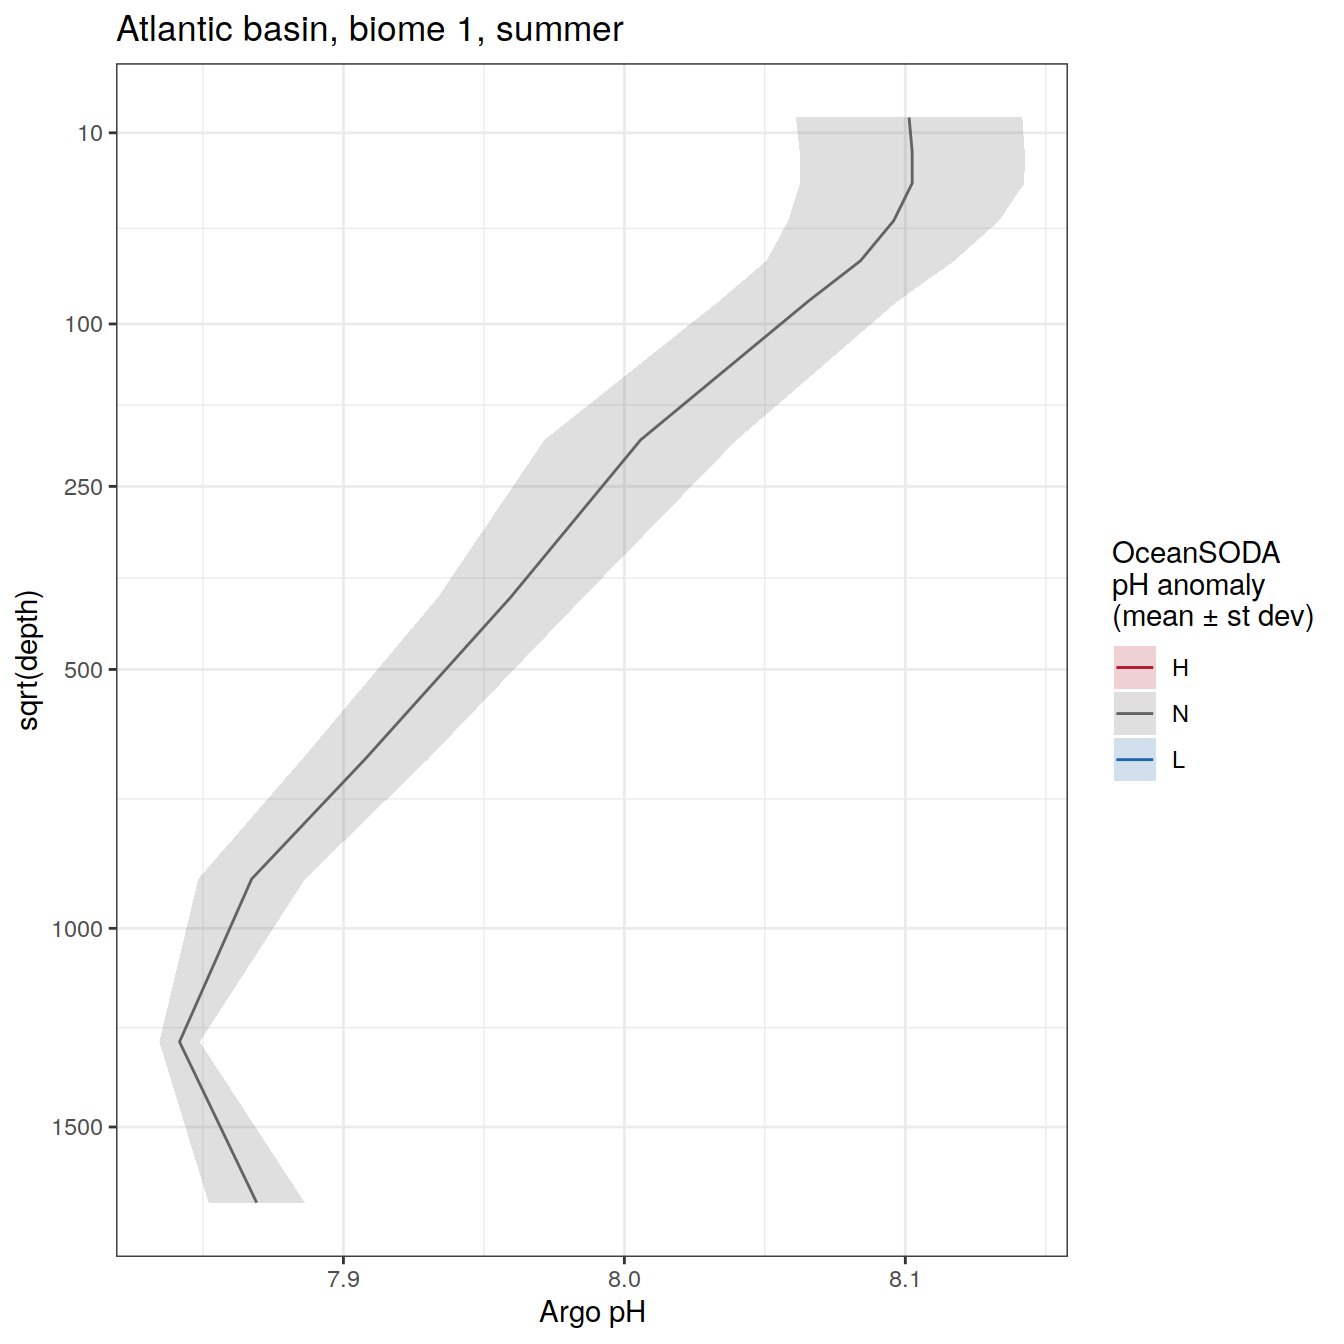 Atlantic basin, biome 1, summer
10
100
250
500
1000
1500
sqrt(depth)
7.9
8.0
8.1
Argo pH
OceanSODA
pH anomaly
(mean ± st dev)
H
N
L